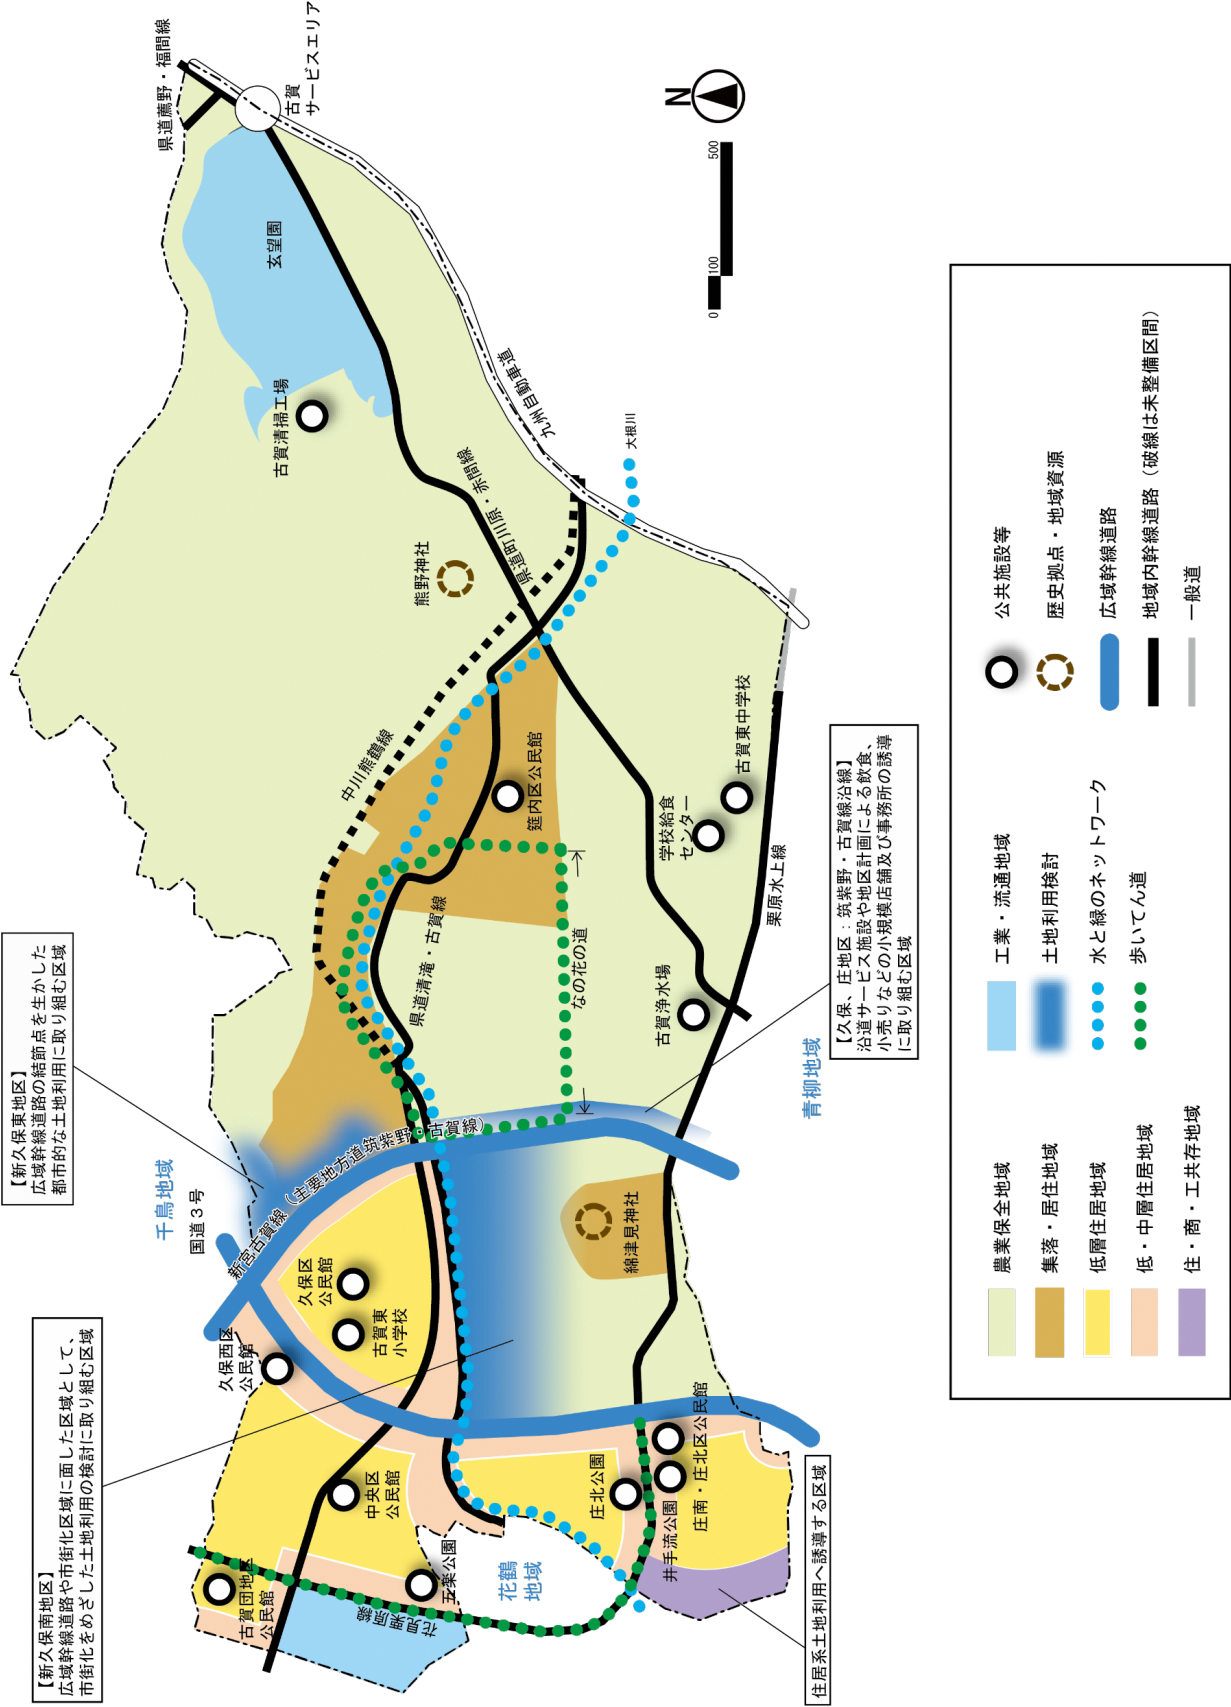 【新久保南地区】
広域幹線道路や市街化区域に面した区域として、
市街化をめざした土地利用の検討に取り組む区域
【新久保東地区】
広域幹線道路の結節点を生かした
都市的な土地利用に取り組む区域
県道薦野・福間線
古賀
サービスエリア
玄望園
古賀清掃工場
九州自動車道
大根川
県道町川原・赤間線
熊野神社
中川熊鶴線
筵内区公民館
県道清滝・古賀線
なの花の道
学校給食
センター
古賀東中学校
栗原水上線
古賀浄水場
千鳥地域
国道3号
新宮古賀線（主要地方道筑紫野・古賀線）
青柳地域
【久保、庄地区：筑紫野・古賀線沿線】
沿道サービス施設や地区計画による飲食、
小売りなどの小規模店舗及び事務所の誘導
に取り組む区域
綿津見神社
久保区
公民館
古賀東
小学校
久保西区
公民館
中央区
公民館
古賀団地区
公民館
五楽公園
花見栗原線
花鶴
地域
庄北公園
井手流公園
庄南・庄北区公民館
住居系土地利用へ誘導する区域
N
0
100
500
農業保全地域
集落・居住地域
低層住居地域
低・中層住居地域
住・商・工共存地域
工業・流通地域
土地利用検討
水と緑のネットワーク
歩いてん道
公共施設等
歴史拠点・地域資源
広域幹線道路
地域内幹線道路（破線は未整備区間）
一般道